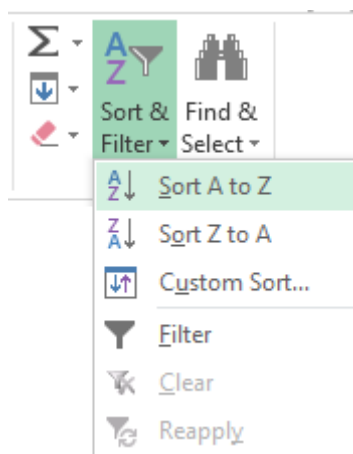 Sort &
Filter
Find &
Select
Sort A to Z
Sort Z to A
Custom Sort...
Filter
Clear
Reapply